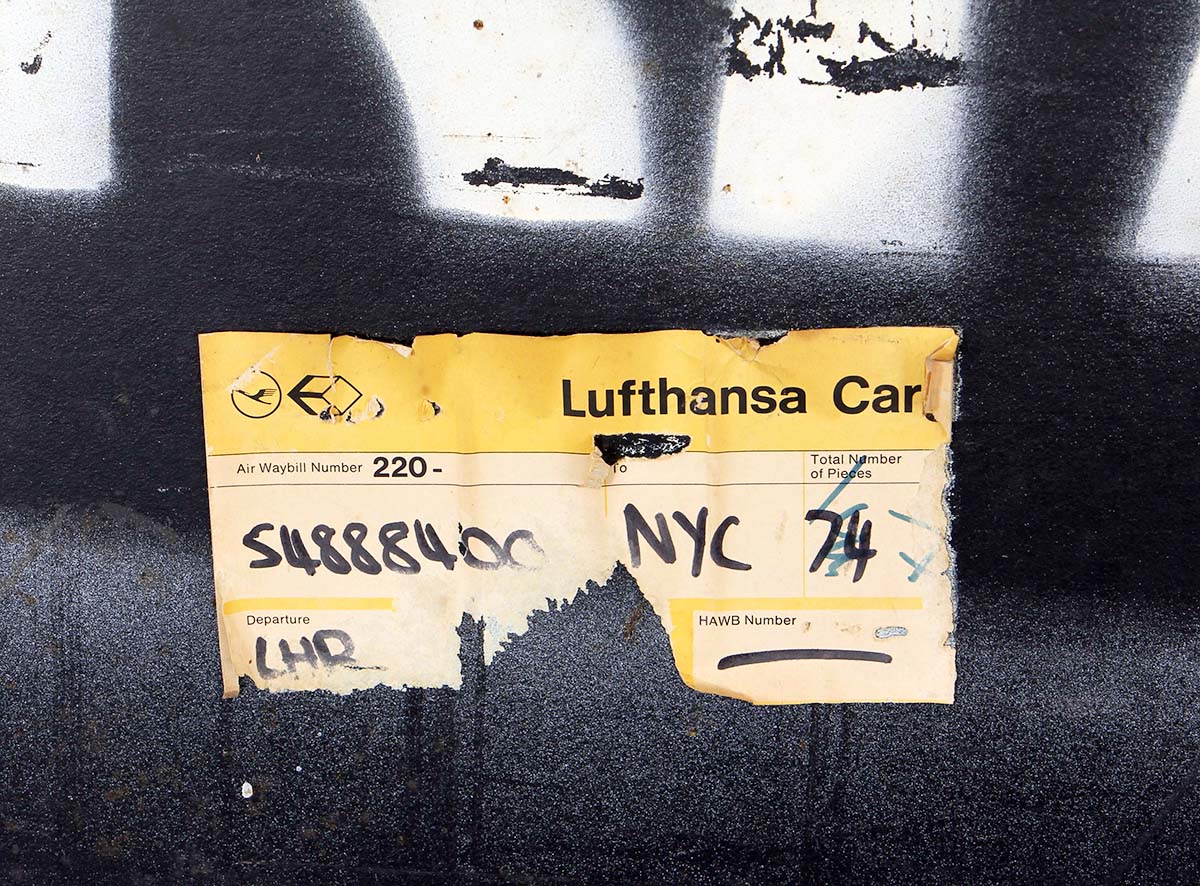 Lufthansa Car
Air Waybill Number 220-
To
Total Number
of Pieces
54888400
NYC
74
Departure
HAWB Number
LHR